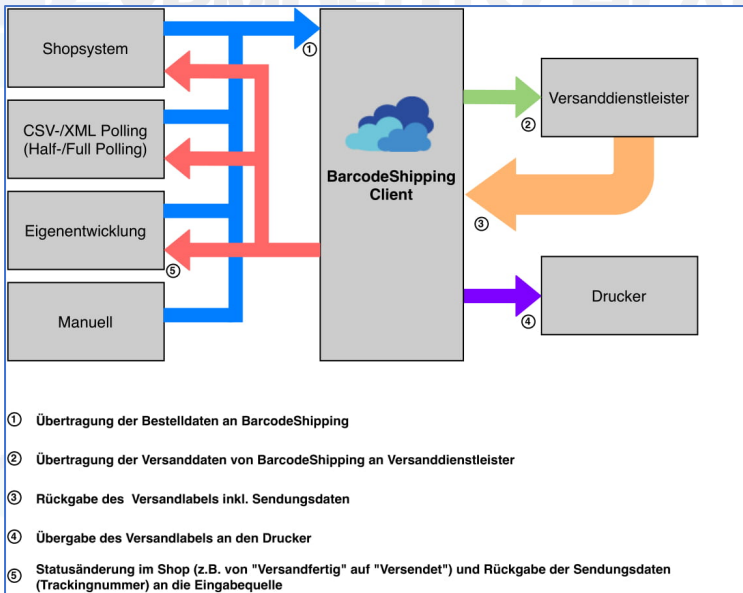 Shopsystem
CSV-/XML Polling
(Half-/Full Polling)
Eigenentwicklung
Manuell
①
⑤
BarcodeShipping
Client
Versanddienstleister
②
③
Drucker
④
① Übertragung der Bestelldaten an BarcodeShipping
② Übertragung der Versanddaten von BarcodeShipping an Versanddienstleister
③ Rückgabe des Versandlabels inkl. Sendungsdaten
④ Übergabe des Versandlabels an den Drucker
⑤ Statusänderung im Shop (z.B. von "Versandfertig" auf "Versendet") und Rückgabe der Sendungsdaten
(Trackingnummer) an die Eingabequelle